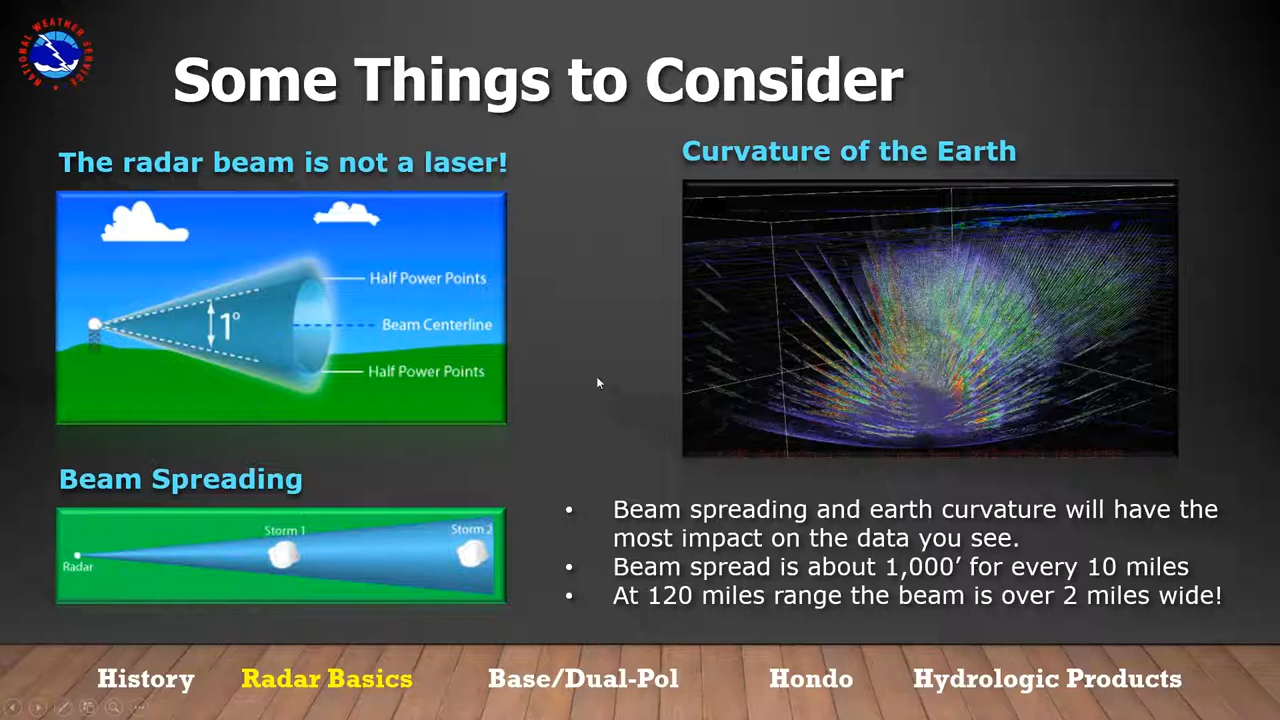 NATIONAL WEATHER SERVICE
Some Things to Consider
The radar beam is not a laser!
Half Power Points
1°
Beam Centerline
Half Power Points
Beam Spreading
Storm 1
Storm 2
Radar
Curvature of the Earth
• Beam spreading and earth curvature will have the
most impact on the data you see.
• Beam spread is about 1,000’ for every 10 miles
• At 120 miles range the beam is over 2 miles wide!
History Radar Basics Base/Dual-Pol Hondo Hydrologic Products